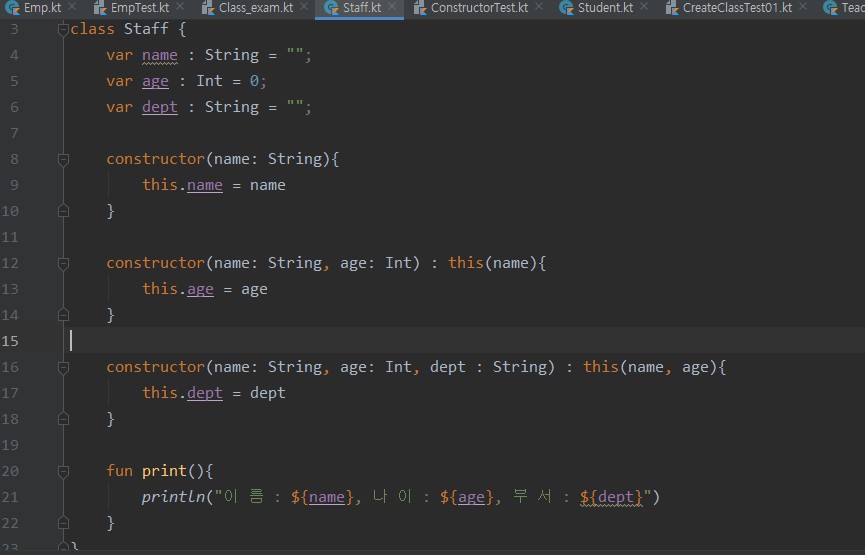 Emp.kt EmpTest.kt Class_exam.kt Staff.kt ConstructorTest.kt Student.kt CreateClassTest01.kt
3 class Staff {
4 var name : String = "";
5 var age : Int = 0;
6 var dept : String = "";
7
8 constructor(name: String){
9 this.name = name
10 }
11
12 constructor(name: String, age: Int) : this(name){
13 this.age = age
14 }
15
16 constructor(name: String, age: Int, dept : String) : this(name, age){
17 this.dept = dept
18 }
19
20 fun print(){
21 println("이 름 : ${name}, 나 이 : ${age}, 부 서 : ${dept}")
22 }
23 }